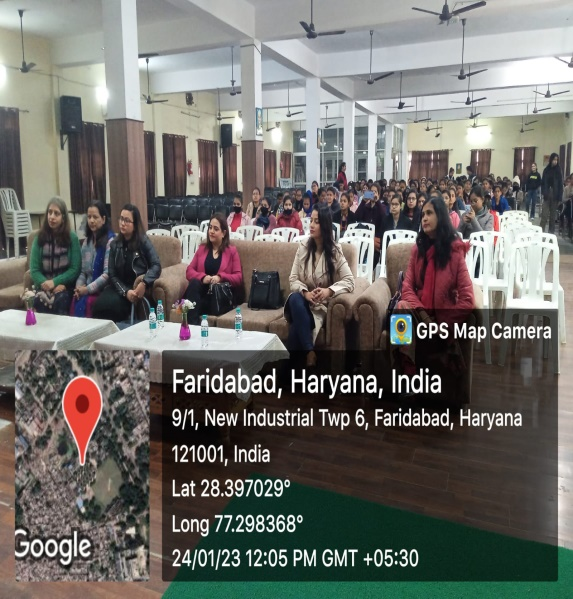 GPS Map Camera
Faridabad, Haryana, India
9/1, New Industrial Twp 6, Faridabad, Haryana
121001, India
Lat 28.397029°
Long 77.298368°
24/01/23 12:05 PM GMT +05:30
Google